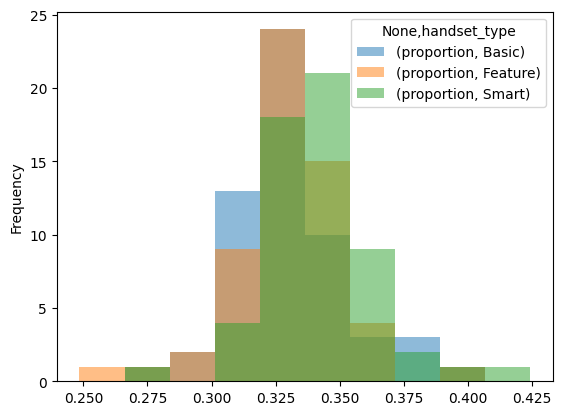 None,handset_type
(proportion, Basic)
(proportion, Feature)
(proportion, Smart)
Frequency
25
20
15
10
5
0
0.250 0.275 0.300 0.325 0.350 0.375 0.400 0.425